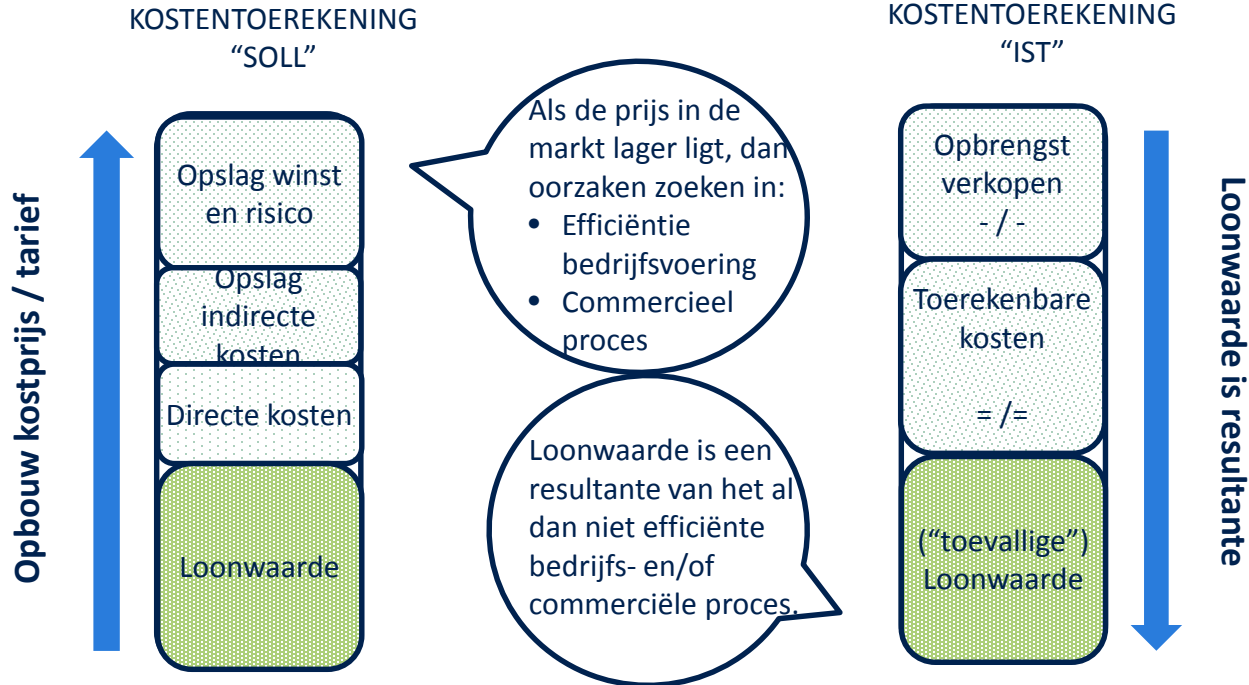 KOSTENTOEREKENING
“SOLL”
Opbouw kostprijs / tarief
Opslag winst
en risico
Opslag
indirecte
kosten
Directe kosten
Loonwaarde
Als de prijs in de
markt lager ligt, dan
oorzaken zoeken in:
• Efficiëntie
bedrijfsvoering
• Commercieel
proces
Loonwaarde is een
resultante van het al
dan niet efficiënte
bedrijfs- en/of
commerciële proces.
KOSTENTOEREKENING
“IST”
Opbrengst
verkopen
- / -
Toerekenbare
kosten
= /=
(“toevallige”)
Loonwaarde
Loonwaarde is resultante